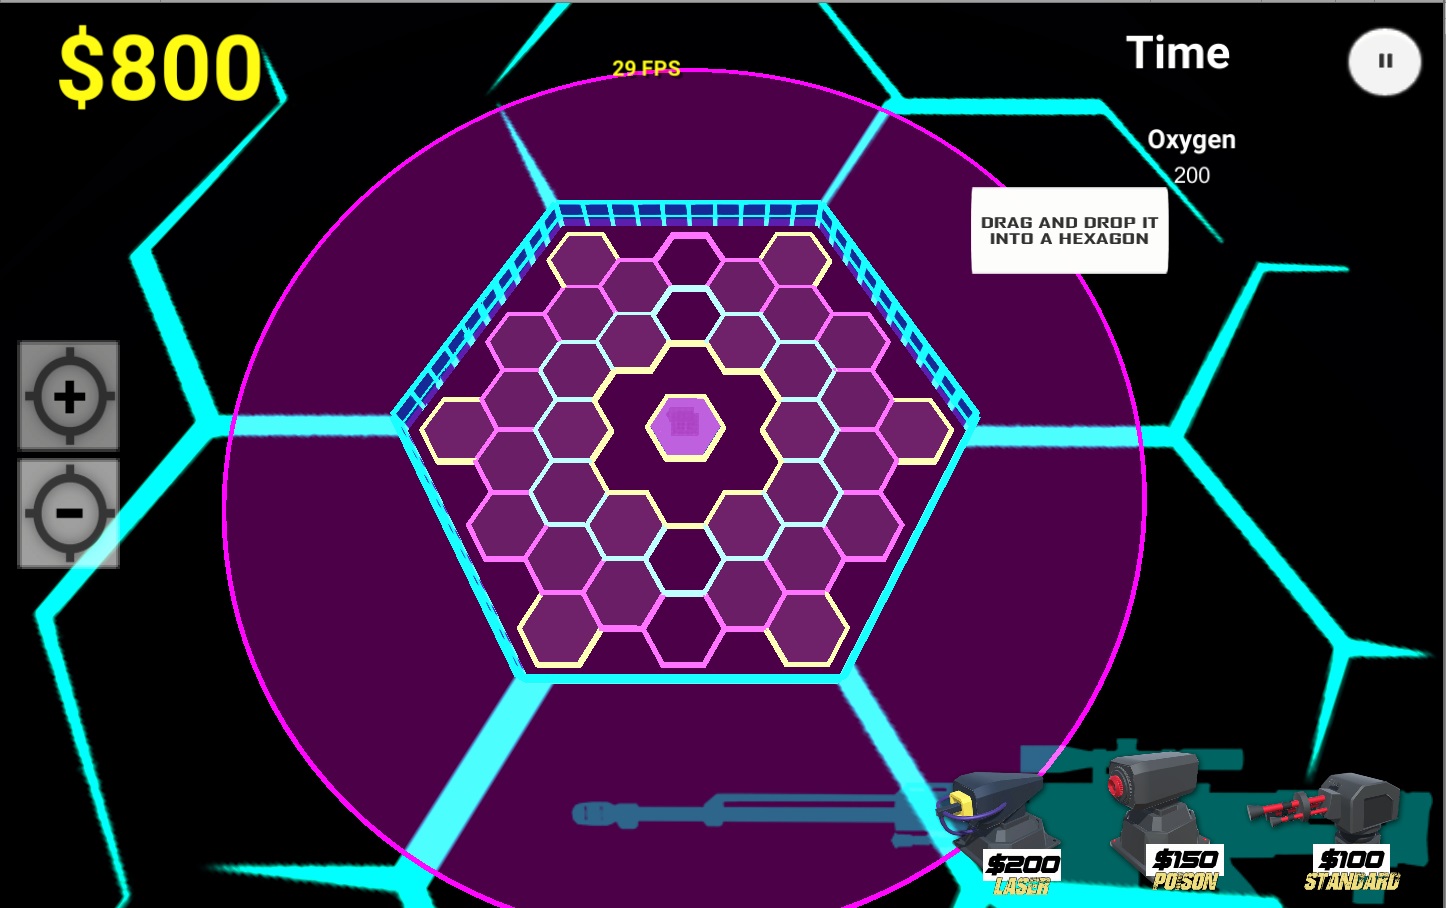 $800
29 FPS
Time
Oxygen
200
DRAG AND DROP IT
INTO A HEXAGON
$200
LASER
$150
POISON
$100
STANDARD